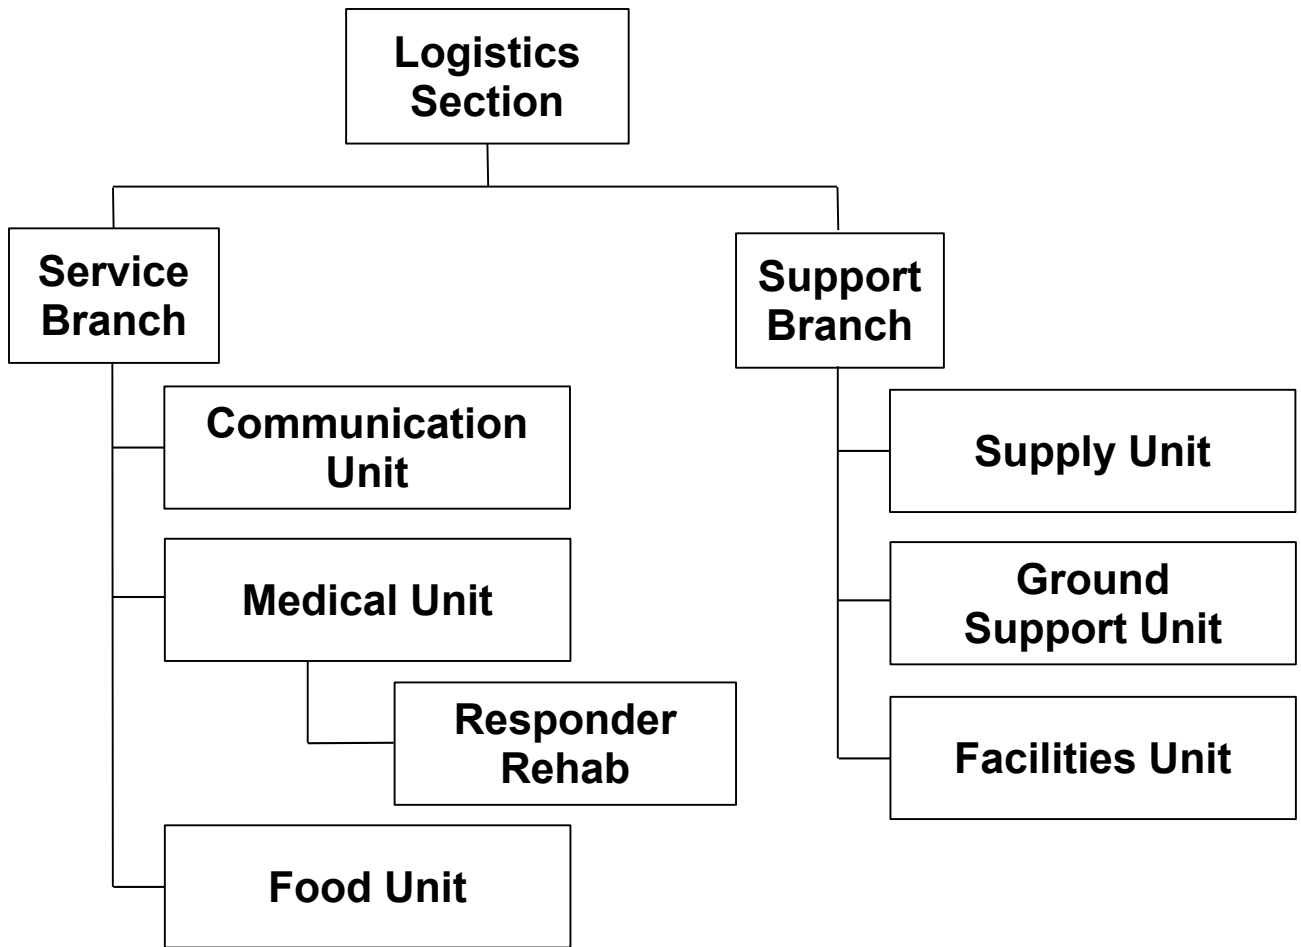 Logistics
Section
Service
Branch
Support
Branch
Communication
Unit
Medical Unit
Responder
Rehab
Food Unit
Supply Unit
Ground
Support Unit
Facilities Unit